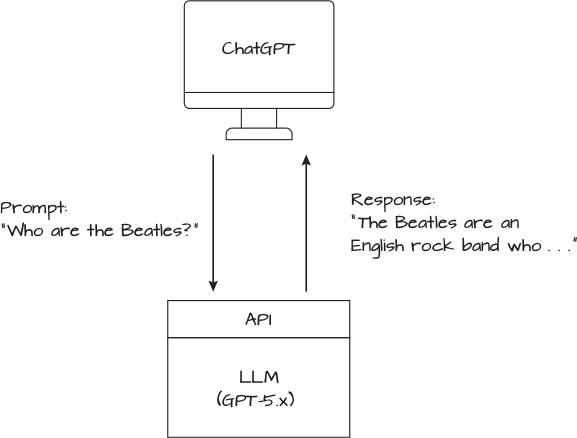 ChatGPT
Prompt:
"Who are the Beatles?"
Response:
"The Beatles are an
English rock band who . . ."
API
LLM
(GPT-5.x)